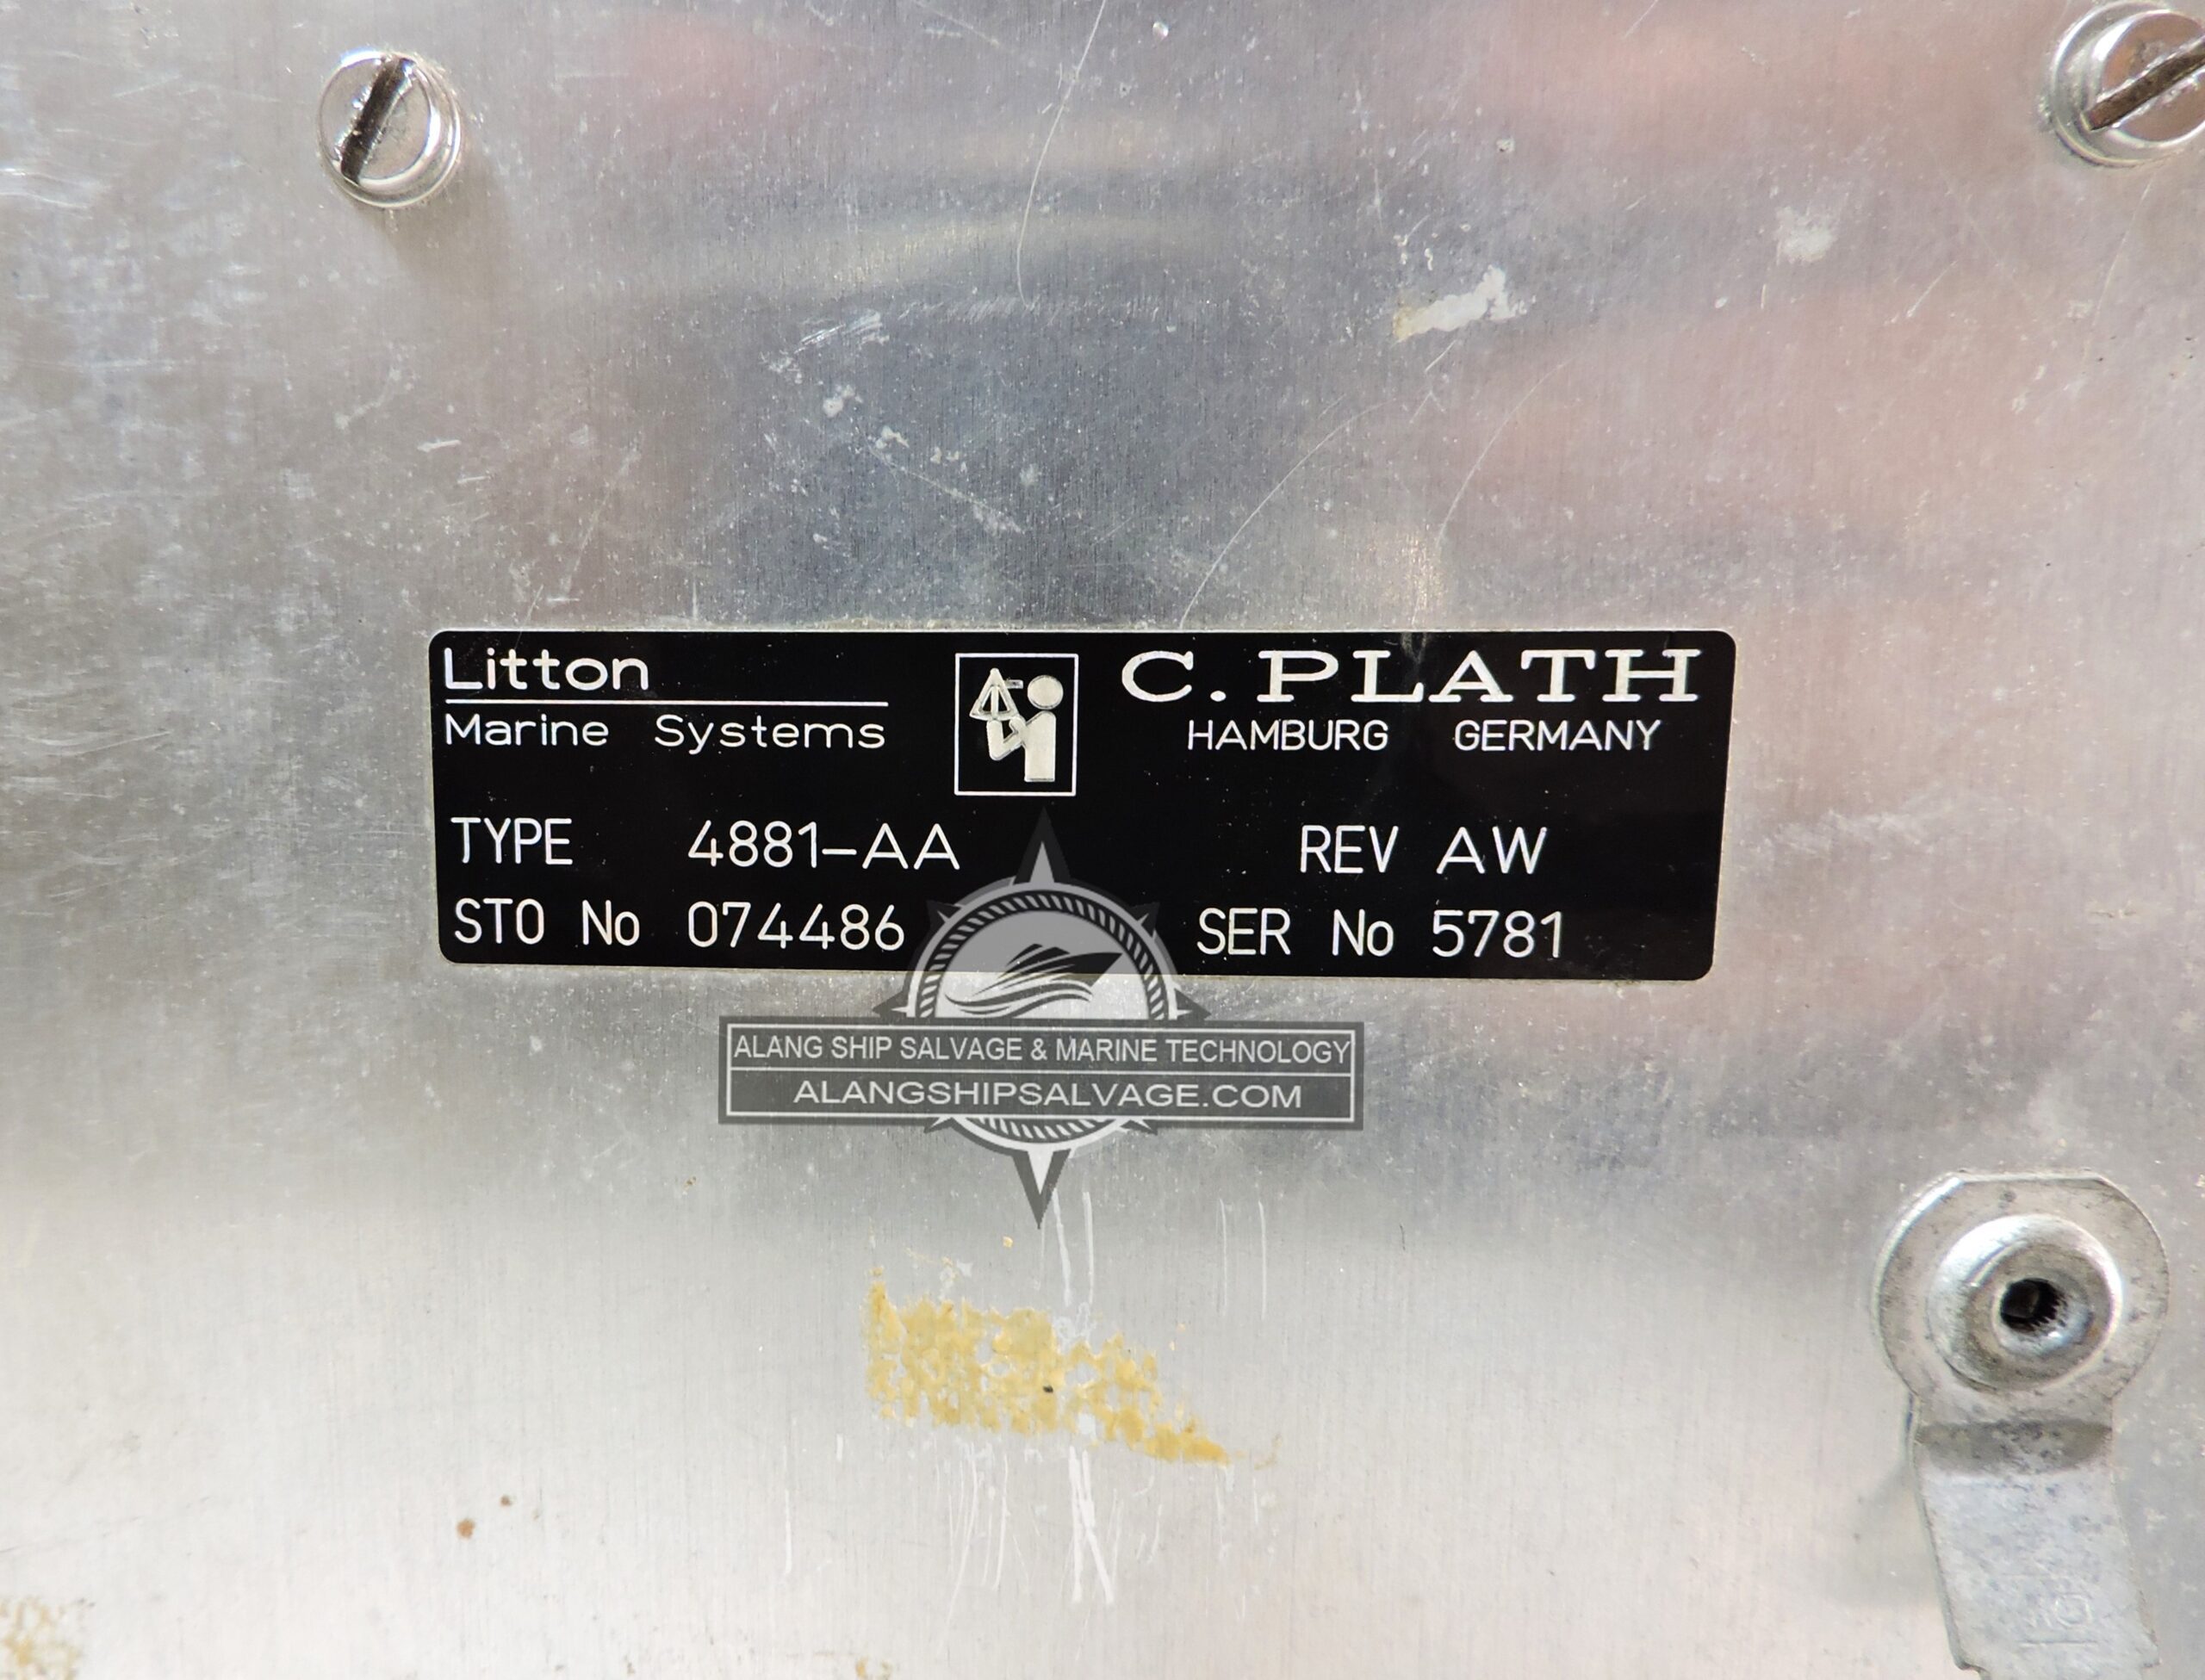 Litton
Marine Systems
C. PLATH
HAMBURG GERMANY
TYPE 4881-AA REV AW
STO No 074486 SER No 5781
ALANG SHIP SALVAGE & MARINE TECHNOLOGY
ALANGSHIPSALVAGE.COM